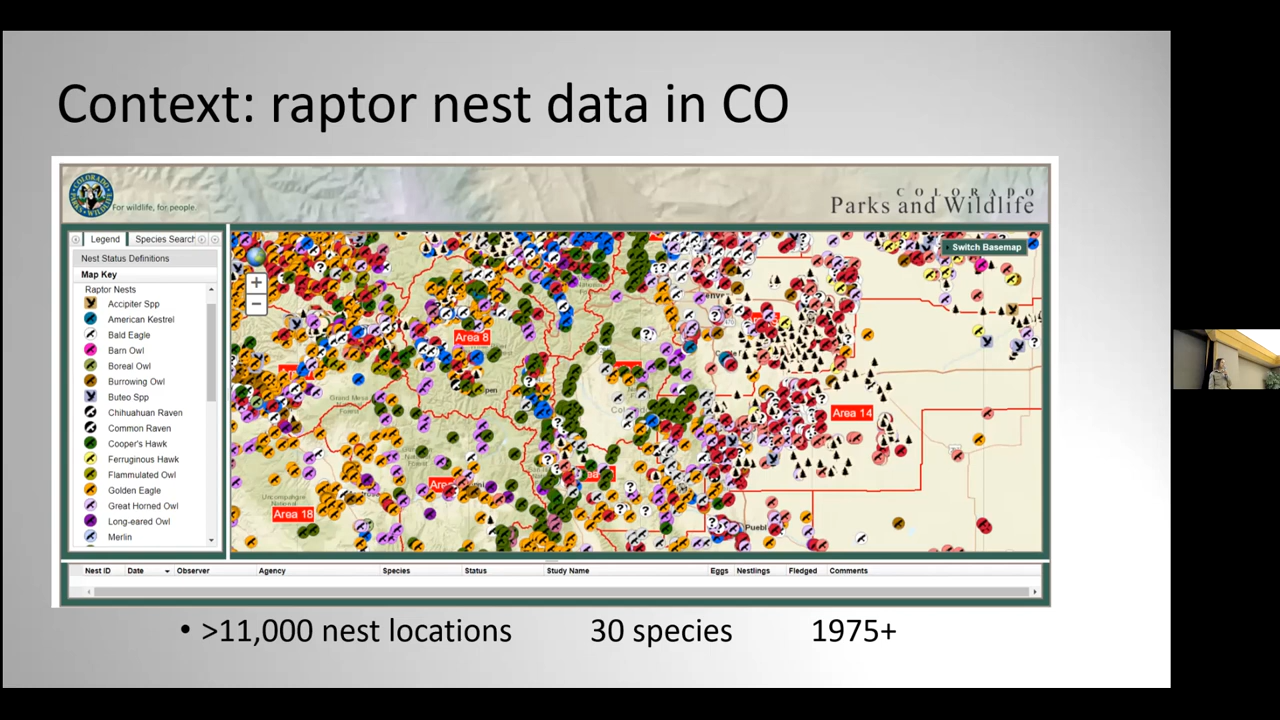 Context: raptor nest data in CO
For wildlife, for people.
COLORADO
Parks and Wildlife
Legend
Species Search
Nest Status Definitions
Map Key
Raptor Nests
Accipiter Spp
American Kestrel
Bald Eagle
Barn Owl
Boreal Owl
Burrowing Owl
Buteo Spp
Chihuahuan Raven
Common Raven
Cooper's Hawk
Ferruginous Hawk
Flammulated Owl
Golden Eagle
Great Horned Owl
Long-eared Owl
Merlin
Switch Basemap
Area 8
Area 14
Area 18
Nest ID Date Observer Agency Species Status Study Name Eggs Nestlings Fledged Comments
• >11,000 nest locations 30 species 1975+